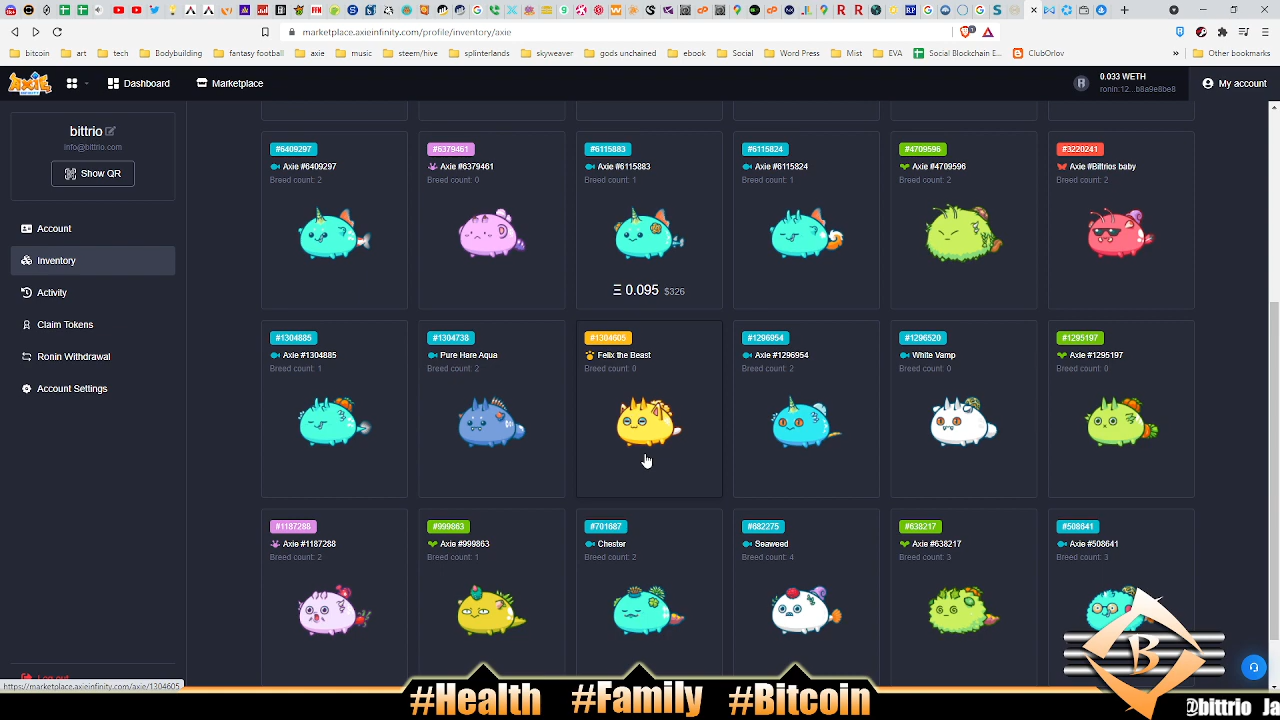 bitcoin art tech Bodybuilding fantasy football axie music steem/hive splinterlands skyweaver gods unchained ebook Social Word Press Mist EVA Social Blockchain E... ClubOrlov Other bookmarks
marketplace.axieinfinity.com/profile/inventory/axie
AXIE INFINITY Dashboard Marketplace
0.033 WETH
ronin:12...b8a9e8be8
My account
bittrio
info@bittrio.com
Show QR
Account
Inventory
Activity
Claim Tokens
Ronin Withdrawal
Account Settings
#6409297
Axie #6409297
Breed count: 2
#6379461
Axie #6379461
Breed count: 0
#6115883
Axie #6115883
Breed count: 1
Ξ 0.095 $326
#6115824
Axie #6115824
Breed count: 1
#4709596
Axie #4709596
Breed count: 2
#3220241
Axie #Bittrios baby
Breed count: 2
#1304885
Axie #1304885
Breed count: 1
#1304738
Pure Hare Aqua
Breed count: 2
#1304605
Felix the Beast
Breed count: 0
#1296954
Axie #1296954
Breed count: 2
#1296520
White Vamp
Breed count: 0
#1295197
Axie #1295197
Breed count: 0
#1187288
Axie #1187288
Breed count: 2
#999863
Axie #999863
Breed count: 1
#701687
Chester
Breed count: 2
#682275
Seaweed
Breed count: 4
#638217
Axie #638217
Breed count: 3
#508641
Axie #508641
Breed count: 3
https://marketplace.axieinfinity.com/axie/1304605
#Health #Family #Bitcoin
B
@bittrio_Ja